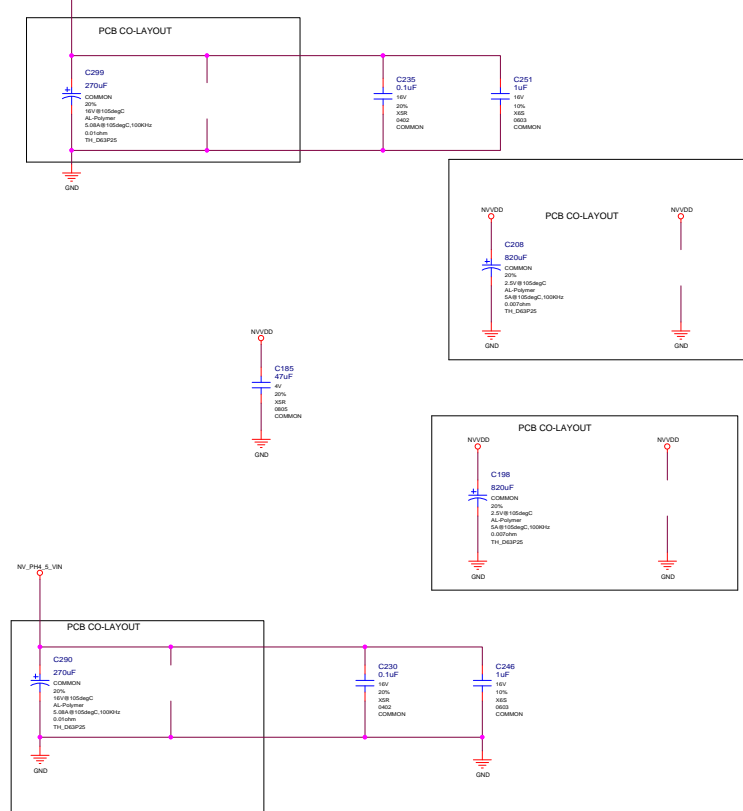 PCB CO-LAYOUT
C299
270uF
COMMON
20%
16V@105degC
AL-Polymer
5.08A@105degC,100KHz
0.01ohm
TH_D63P25
GND
C235
0.1uF
16V
20%
X5R
0402
COMMON
C251
1uF
16V
10%
X6S
0603
COMMON
PCB CO-LAYOUT
NVVDD
NVVDD
C208
820uF
COMMON
20%
2.5V@105degC
AL-Polymer
5A@105degC,100KHz
0.007ohm
TH_D63P25
GND
GND
NVVDD
C185
47uF
4V
20%
X5R
0805
COMMON
GND
PCB CO-LAYOUT
NVVDD
NVVDD
C198
820uF
COMMON
20%
2.5V@105degC
AL-Polymer
5A@105degC,100KHz
0.007ohm
TH_D63P25
GND
GND
NV_PH4_5_VIN
PCB CO-LAYOUT
C290
270uF
COMMON
20%
16V@105degC
AL-Polymer
5.08A@105degC,100KHz
0.01ohm
TH_D63P25
GND
C230
0.1uF
16V
20%
X5R
0402
COMMON
C246
1uF
16V
10%
X6S
0603
COMMON
GND